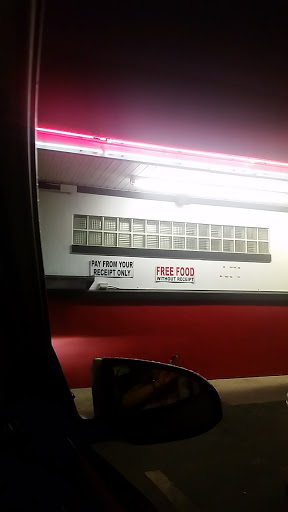 PAY FROM YOUR
RECEIPT ONLY
FREE FOOD
WITHOUT RECEIPT